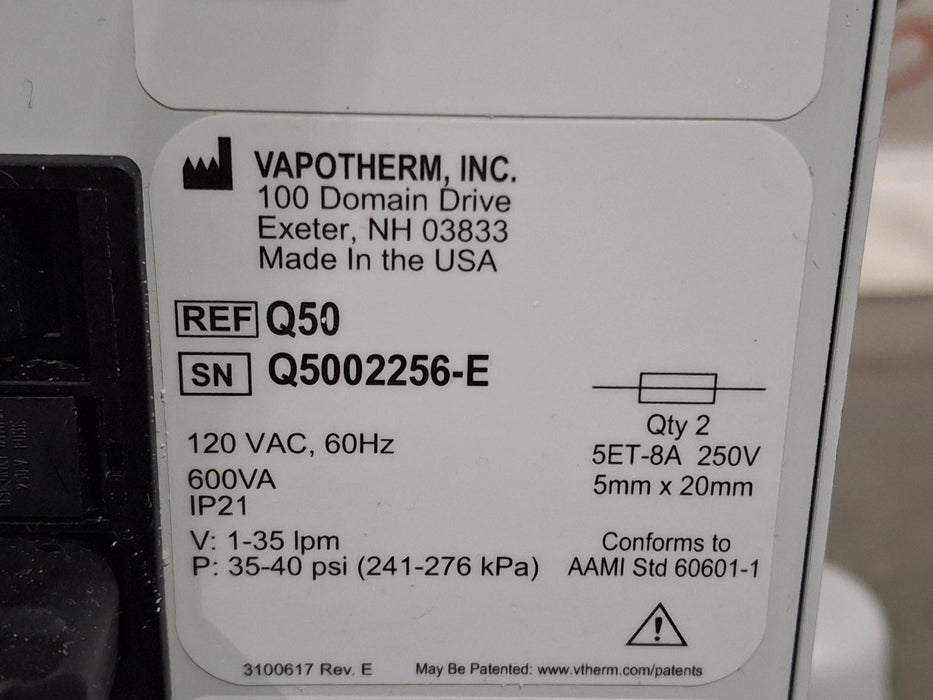 VAPOTHERM, INC.
100 Domain Drive
Exeter, NH 03833
Made In the USA
REF Q50
SN Q5002256-E
Qty 2
5ET-8A 250V
5mm x 20mm
120 VAC, 60Hz
600VA
IP21
V: 1-35 lpm
P: 35-40 psi (241-276 kPa)
Conforms to
AAMI Std 60601-1
3100617 Rev. E May Be Patented: www.vtherm.com/patents